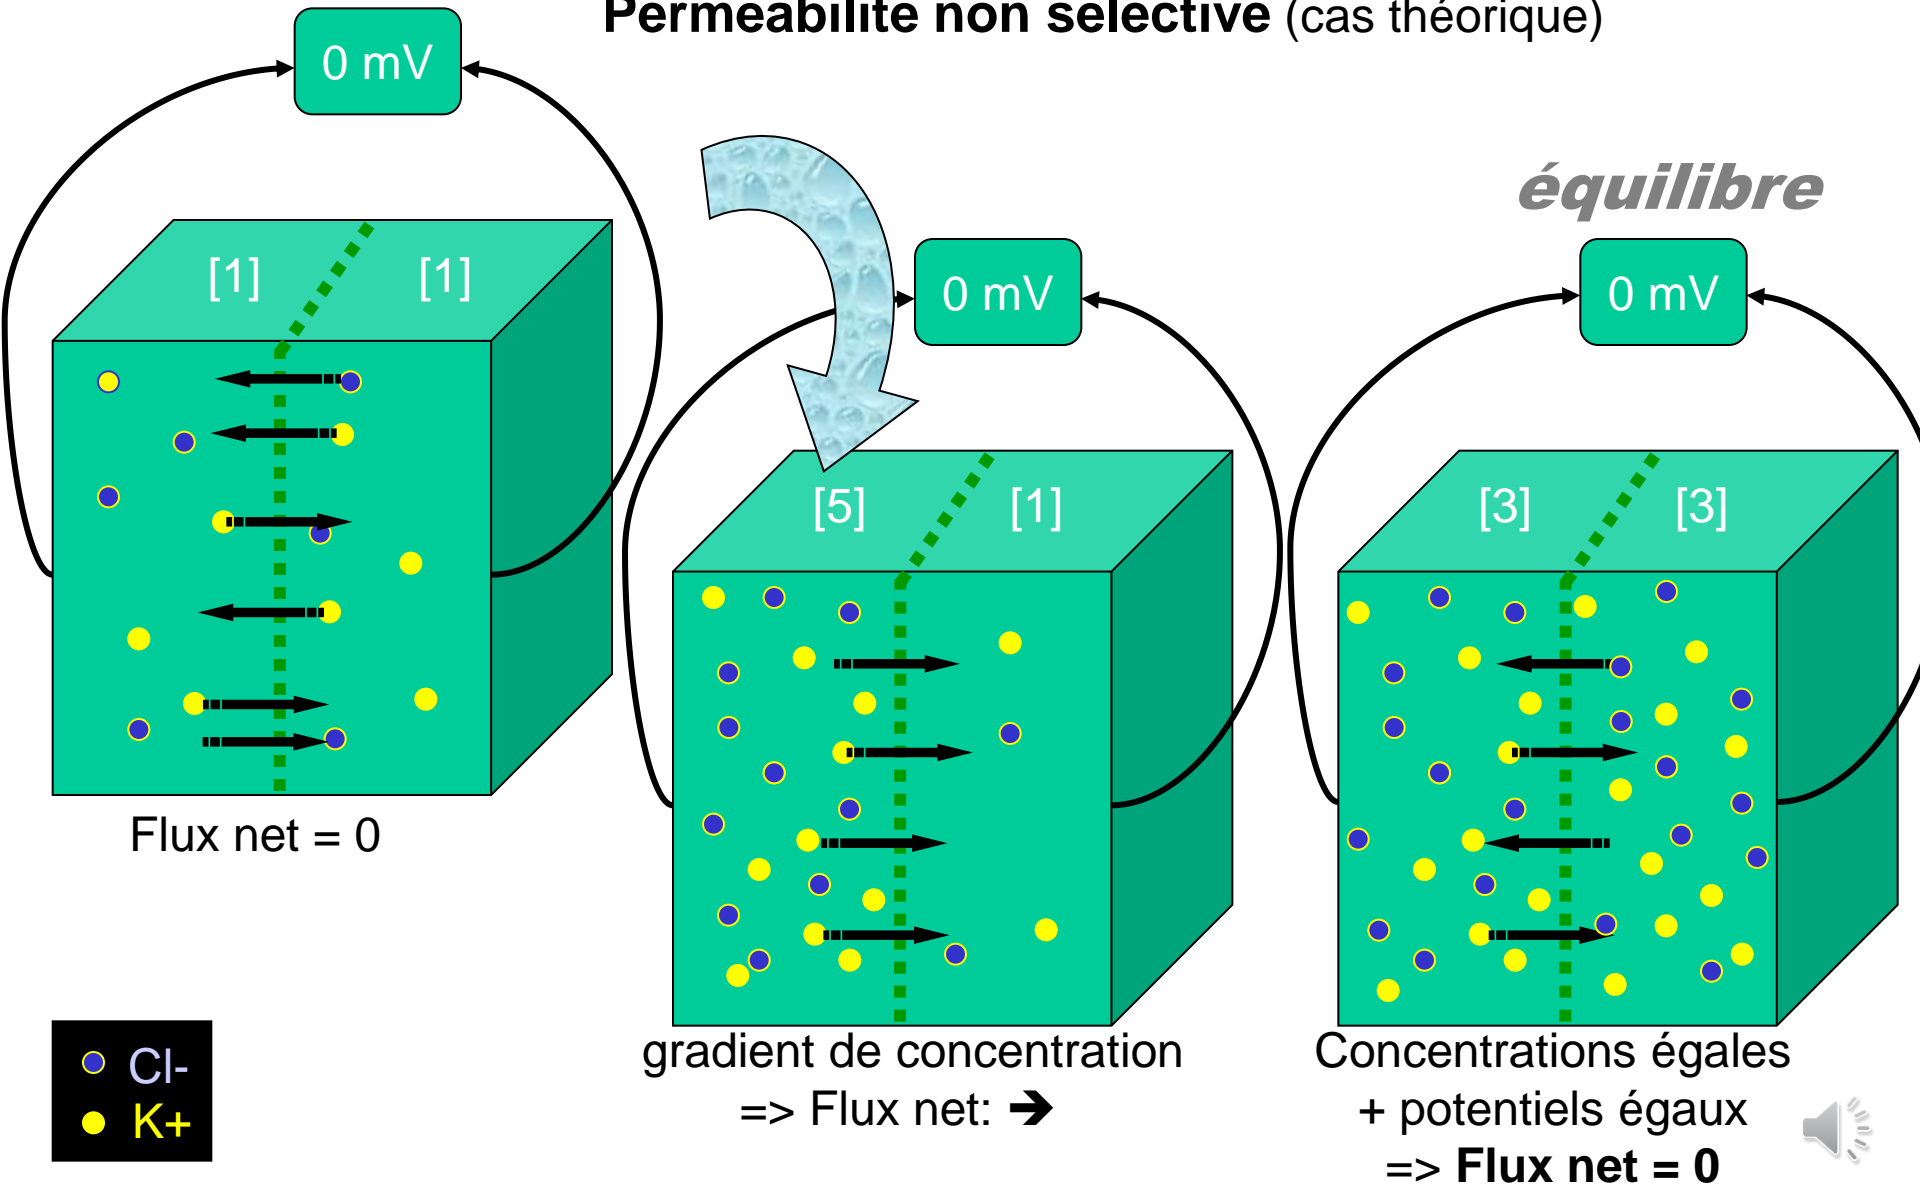 Perméabilité non sélective (cas théorique)
0 mV
équilibre
[1] [1]
0 mV
0 mV
[5] [1]
[3] [3]
Flux net = 0
gradient de concentration
=> Flux net: ➔
Concentrations égales
+ potentiels égaux
=> Flux net = 0
Cl-
K+